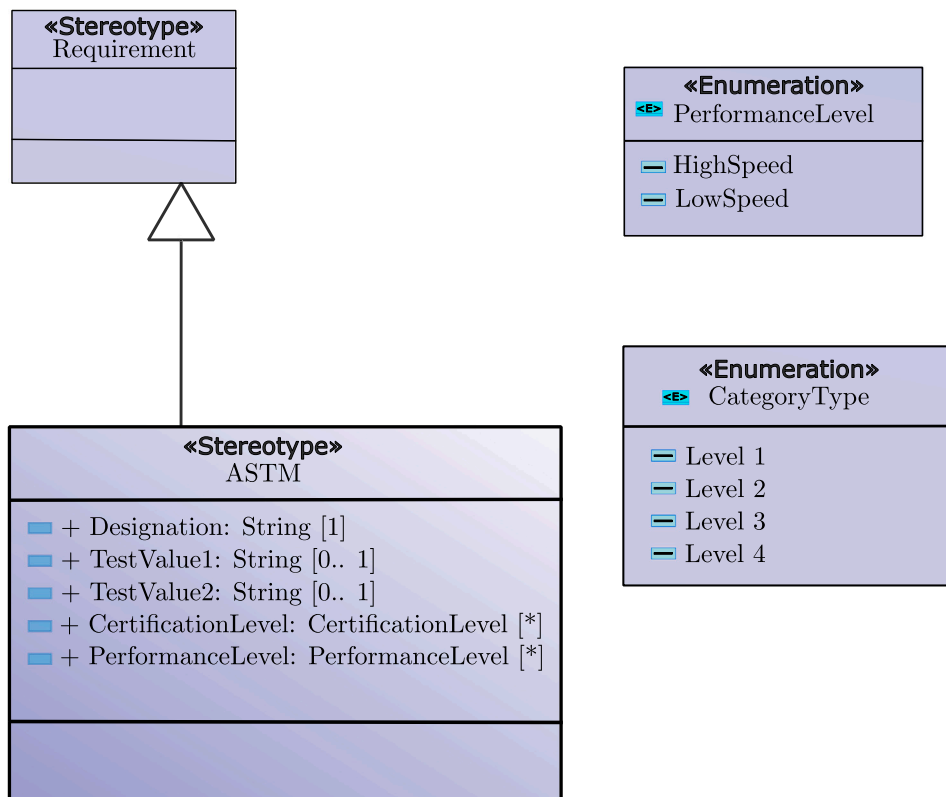 «Stereotype»
Requirement
«Enumeration»
<E> PerformanceLevel
HighSpeed
LowSpeed
«Enumeration»
<E> CategoryType
Level 1
Level 2
Level 3
Level 4
«Stereotype»
ASTM
+ Designation: String [1]
+ TestValue1: String [0.. 1]
+ TestValue2: String [0.. 1]
+ CertificationLevel: CertificationLevel [*]
+ PerformanceLevel: PerformanceLevel [*]